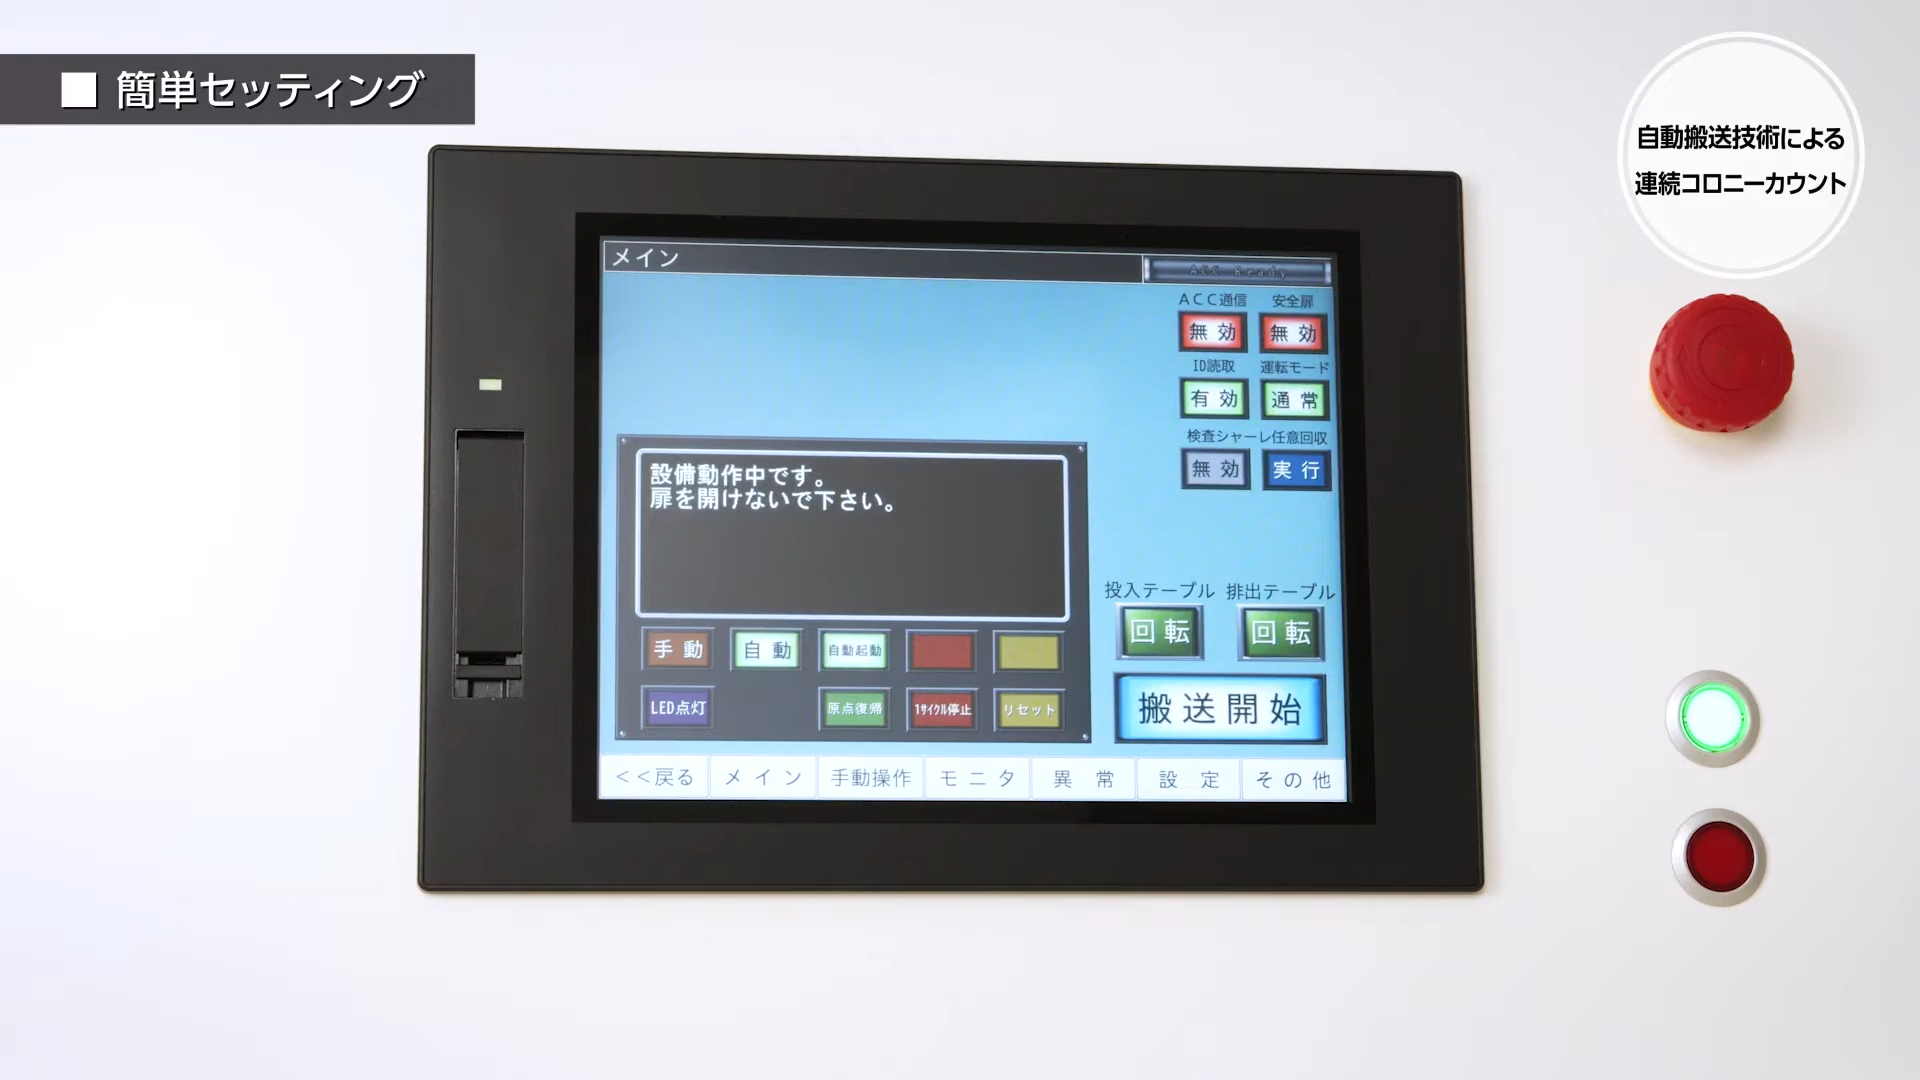 ■ 簡単セッティング
自動搬送技術による
連続コロニーカウント
メイン
ACC Ready
ACC通信 安全扉
無効 無効
ID読取 運転モード
有効 通常
検査シャーレ任意回収
無効 実行
設備動作中です。
扉を開けないで下さい。
投入テーブル 排出テーブル
回転 回転
手動 自動 自動起動
LED点灯 原点復帰 1サイクル停止 リセット
搬送開始
<<戻る メイン 手動操作 モニタ 異常 設定 その他